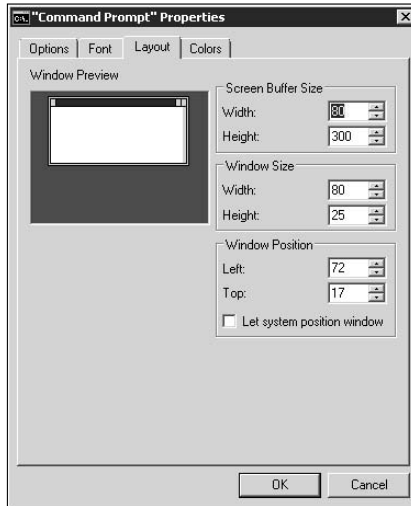 "Command Prompt" Properties
Options Font Layout Colors
Window Preview
Screen Buffer Size
Width: 80
Height: 300
Window Size
Width: 80
Height: 25
Window Position
Left: 72
Top: 17
Let system position window
OK Cancel